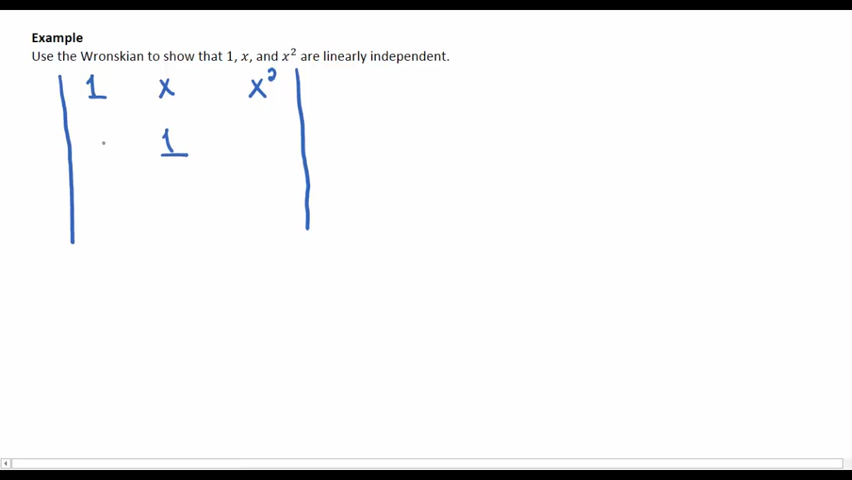 Example
Use the Wronskian to show that 1, x, and x² are linearly independent.
1 x x²
1